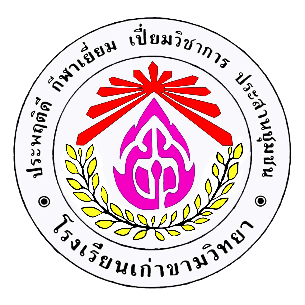 ประพฤติดี กีฬาเยี่ยม เปี่ยมวิชาการ ประสานชุมชน
โรงเรียนเก่าขามวิทยา